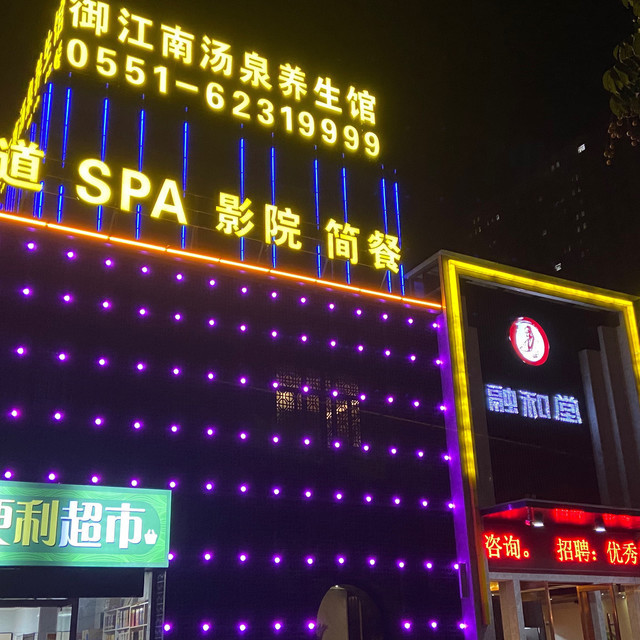 御江南汤泉养生馆
0551-62319999
道 SPA 影院 简餐
融和堂
便利超市
咨询。 招聘：优秀